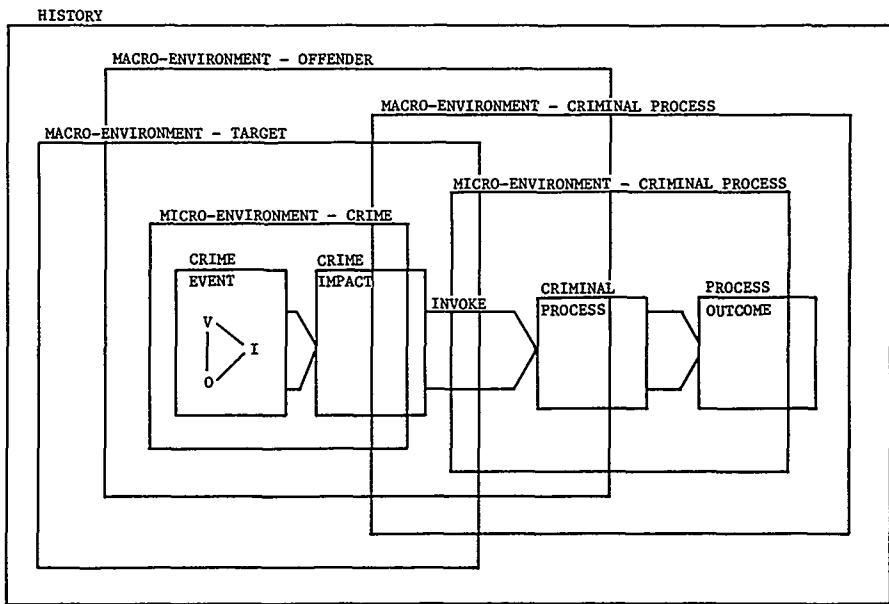 HISTORY
MACRO-ENVIRONMENT - OFFENDER
MACRO-ENVIRONMENT - CRIMINAL PROCESS
MACRO-ENVIRONMENT - TARGET
MICRO-ENVIRONMENT - CRIMINAL PROCESS
MICRO-ENVIRONMENT - CRIME
CRIME
EVENT
CRIME
IMPACT
INVOKE
CRIMINAL
PROCESS
PROCESS
OUTCOME
V
I
O